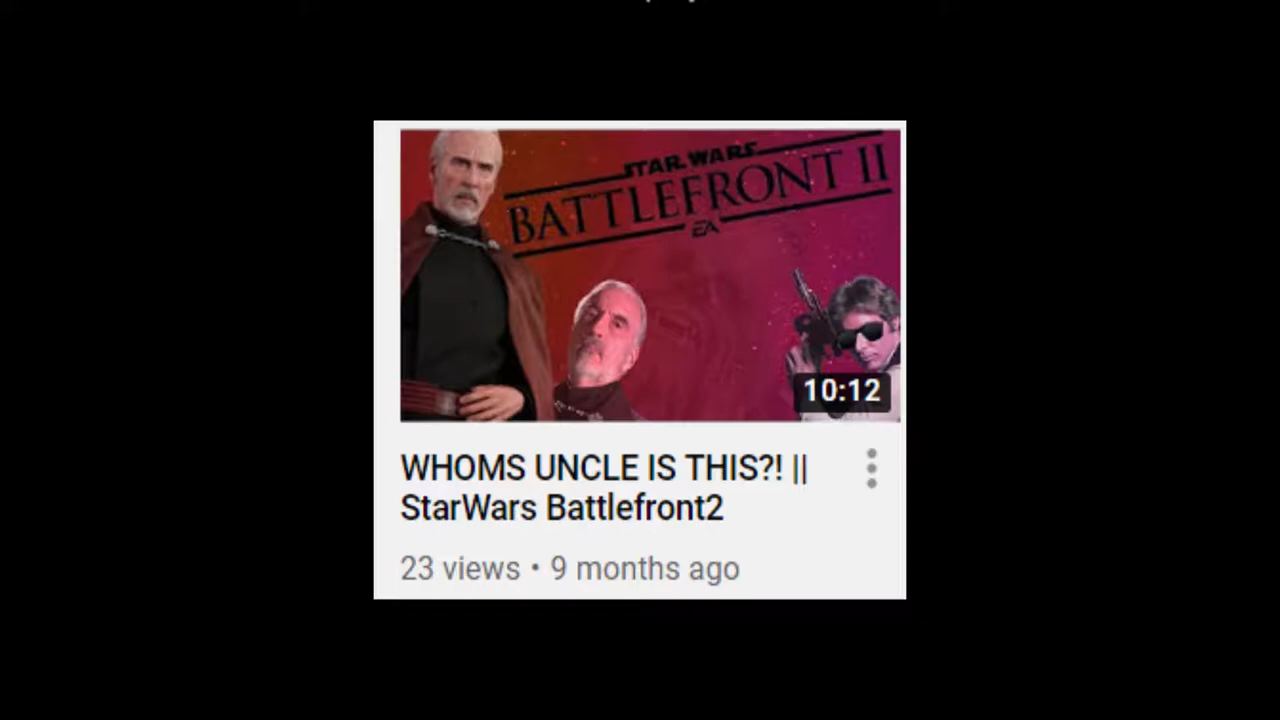 STAR WARS
BATTLEFRONT II
EA
10:12
WHOMS UNCLE IS THIS?! ||
StarWars Battlefront2
23 views • 9 months ago